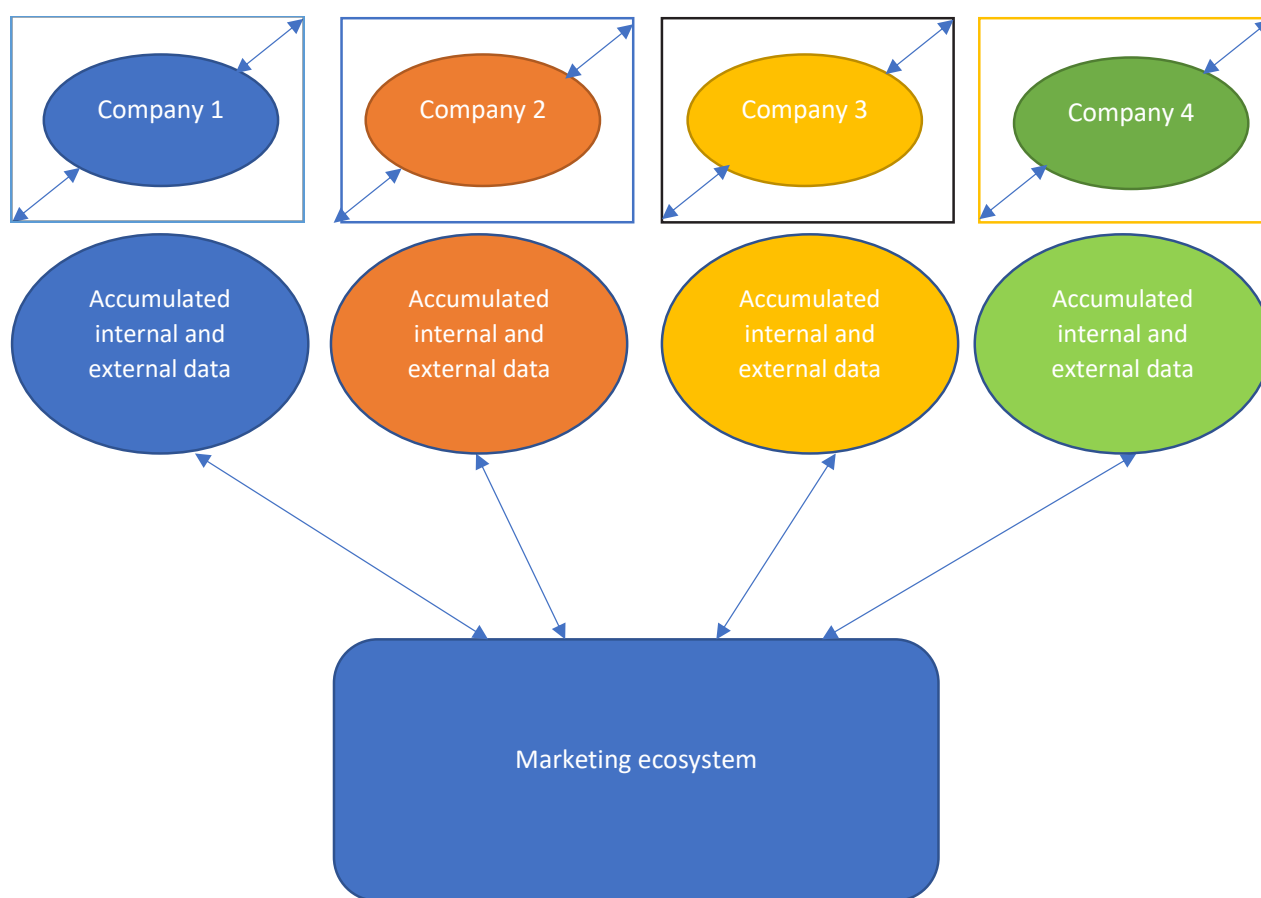 Company 1
Company 2
Company 3
Company 4
Accumulated
internal and
external data
Accumulated
internal and
external data
Accumulated
internal and
external data
Accumulated
internal and
external data
Marketing ecosystem